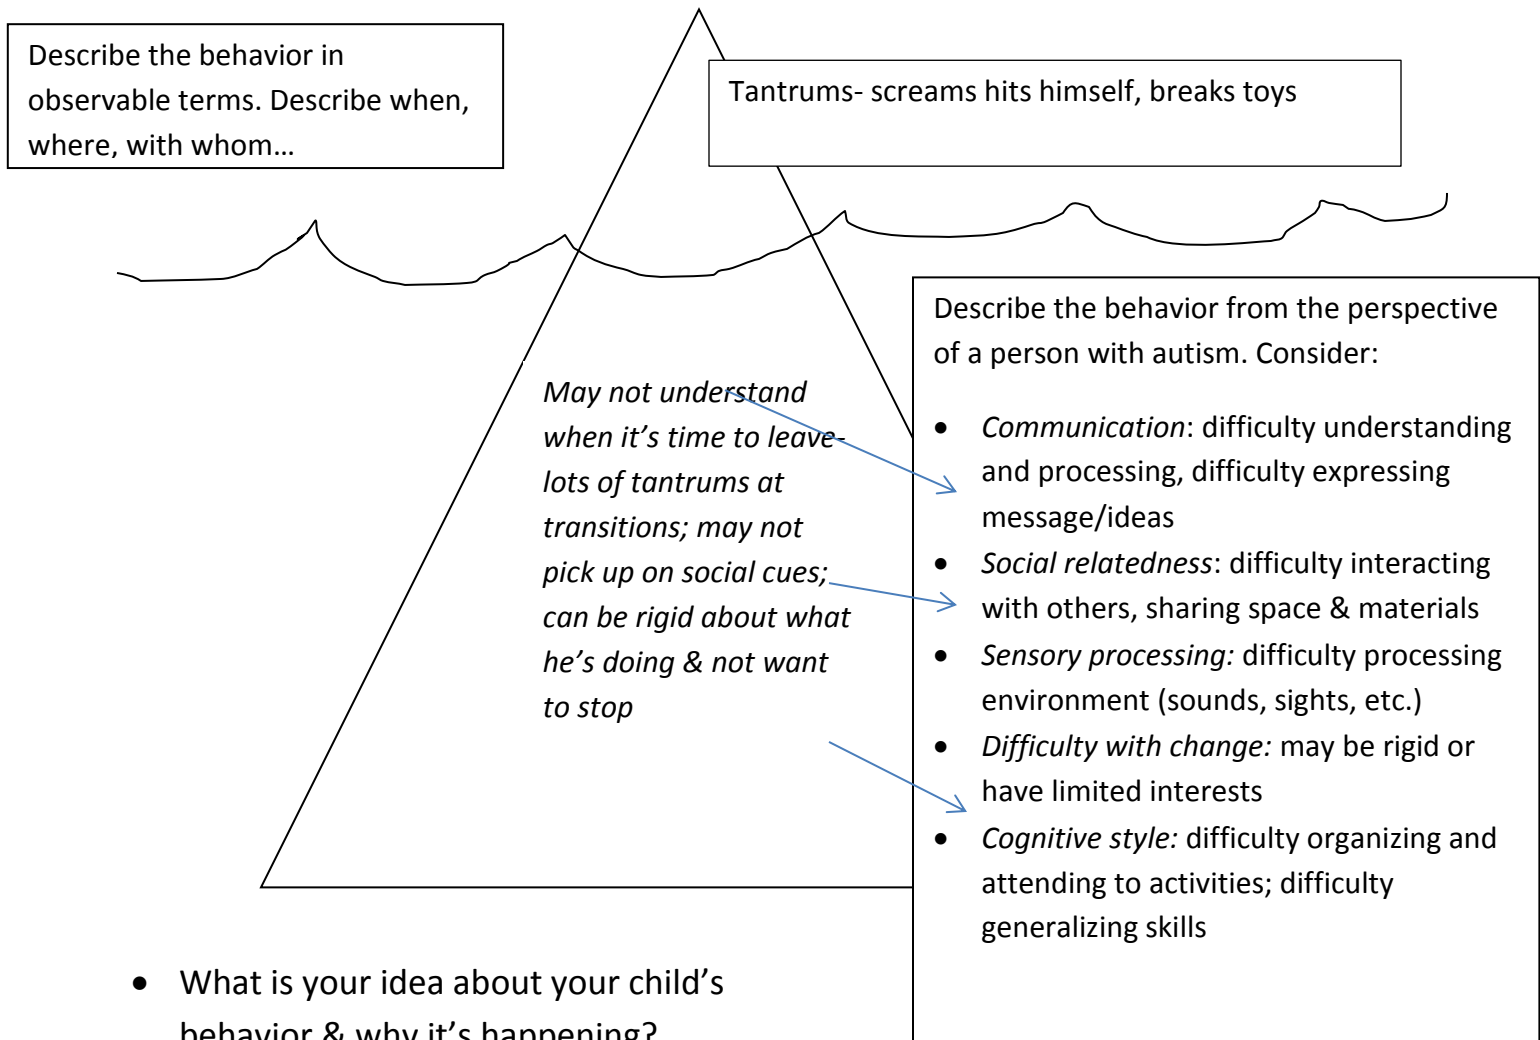 Describe the behavior in
observable terms. Describe when,
where, with whom…
Tantrums- screams hits himself, breaks toys
May not understand
when it’s time to leave-
lots of tantrums at
transitions; may not
pick up on social cues;
can be rigid about what
he’s doing & not want
to stop
Describe the behavior from the perspective
of a person with autism. Consider:
• Communication: difficulty understanding
and processing, difficulty expressing
message/ideas
• Social relatedness: difficulty interacting
with others, sharing space & materials
• Sensory processing: difficulty processing
environment (sounds, sights, etc.)
• Difficulty with change: may be rigid or
have limited interests
• Cognitive style: difficulty organizing and
attending to activities; difficulty
generalizing skills
• What is your idea about your child’s
behavior & why it’s happening?